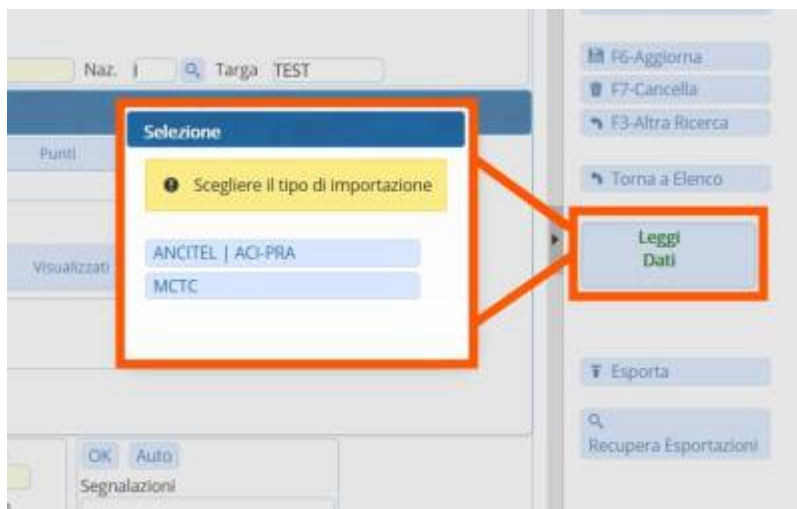 Naz. I Targa TEST
Punti
Visualizzati
Selezione
Scegliere il tipo di importazione
ANCITEL | ACI-PRA
MCTC
OK Auto
Segnalazioni
F6-Aggiorna
F7-Cancella
F3-Altra Ricerca
Torna a Elenco
Leggi
Dati
Esporta
Recupera Esportazioni